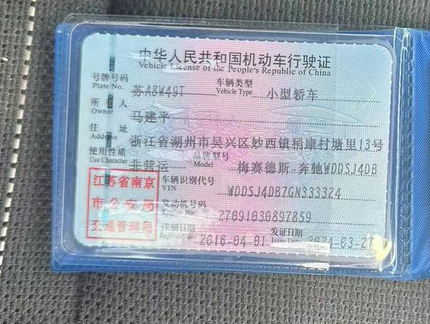 中华人民共和国机动车行驶证
Vehicle License of the People's Republic of China
号牌号码 苏A8W49T 车辆类型 小型轿车
Plate No. Vehicle Type
所有人 马建平
Owner
住址 浙江省湖州市吴兴区妙西镇稍康村塘里13号
使用性质 非营运 品牌型号 梅赛德斯-奔驰WDDSJ4DB
Use Character Model
江苏省南京
市公安局
交通管理局
车辆识别代号 WDDSJ4DB7GN333324
VIN
发动机号码 27091030897859
注册日期 2016-04-01 发证日期
Issue Date